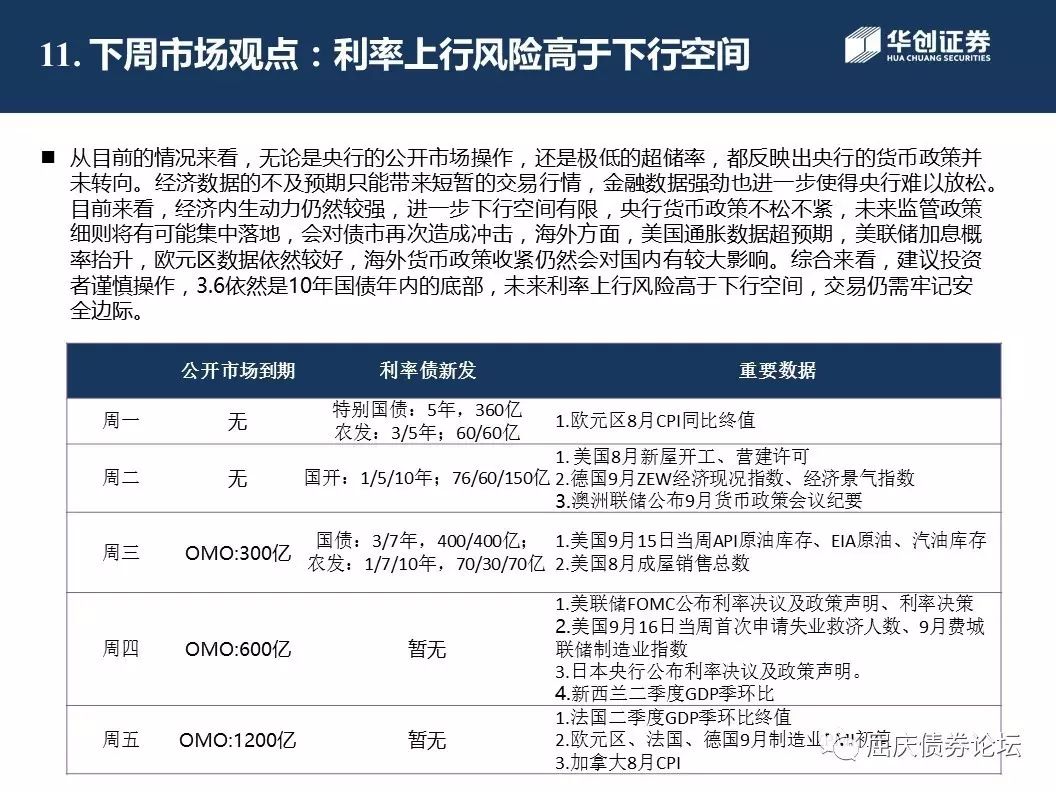 11. 下周市场观点：利率上行风险高于下行空间
华创证券
HUA CHUANG SECURITIES
■ 从目前的情况来看，无论是央行的公开市场操作，还是极低的超储率，都反映出央行的货币政策并
未转向。经济数据的不及预期只能带来短暂的交易行情，金融数据强劲也进一步使得央行难以放松。
目前来看，经济内生动力仍然较强，进一步下行空间有限，央行货币政策不松不紧，未来监管政策
细则将有可能集中落地，会对债市再次造成冲击，海外方面，美国通胀数据超预期，美联储加息概
率抬升，欧元区数据依然较好，海外货币政策收紧仍然会对国内有较大影响。综合来看，建议投资
者谨慎操作，3.6依然是10年国债年内的底部，未来利率上行风险高于下行空间，交易仍需牢记安
全边际。
公开市场到期 利率债新发 重要数据
周一 无 特别国债：5年，360亿
农发：3/5年；60/60亿
1.欧元区8月CPI同比终值
周二 无 国开：1/5/10年；76/60/150亿
1. 美国8月新屋开工、营建许可
2.德国9月ZEW经济现况指数、经济景气指数
3.澳洲联储公布9月货币政策会议纪要
周三 OMO:300亿 国债：3/7年，400/400亿；
农发：1/7/10年，70/30/70亿
1.美国9月15日当周API原油库存、EIA原油、汽油库存
2.美国8月成屋销售总数
周四 OMO:600亿 暂无
1.美联储FOMC公布利率决议及政策声明、利率决策
2.美国9月16日当周首次申请失业救济人数、9月费城
联储制造业指数
3.日本央行公布利率决议及政策声明。
4.新西兰二季度GDP季环比
周五 OMO:1200亿 暂无
1.法国二季度GDP季环比终值
2.欧元区、法国、德国9月制造业
3.加拿大8月CPI
屈庆债券论坛